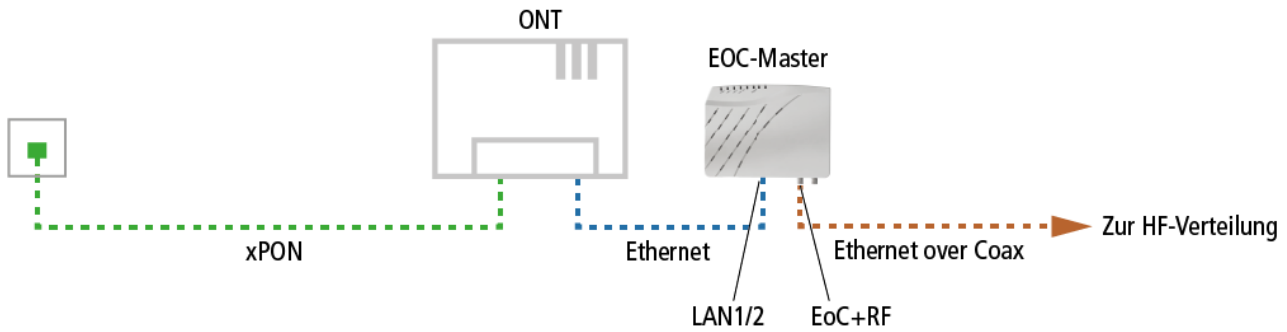 ONT
EOC-Master
xPON
Ethernet
Ethernet over Coax
Zur HF-Verteilung
LAN1/2
EoC+RF